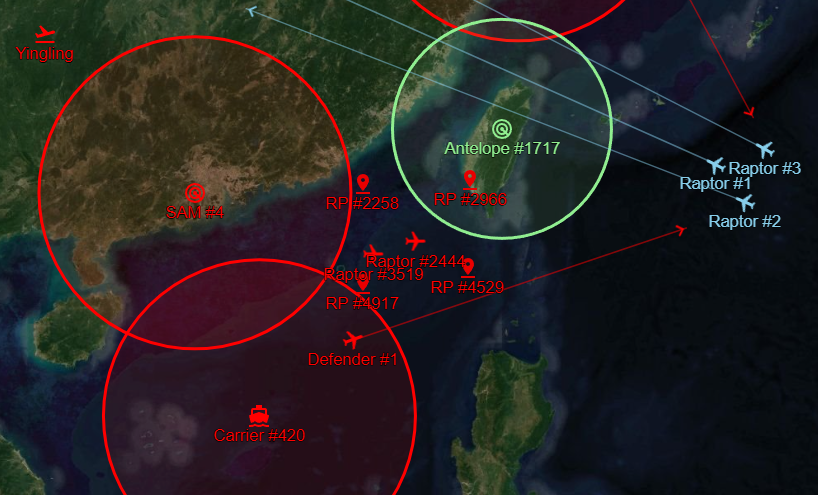 Yingling
Antelope #1717
Raptor #3
Raptor #1
RP #2966
RP #2258
SAM #4
Raptor #2
Raptor #2444
Raptor #3519
RP #4529
RP #4917
Defender #1
Carrier #420